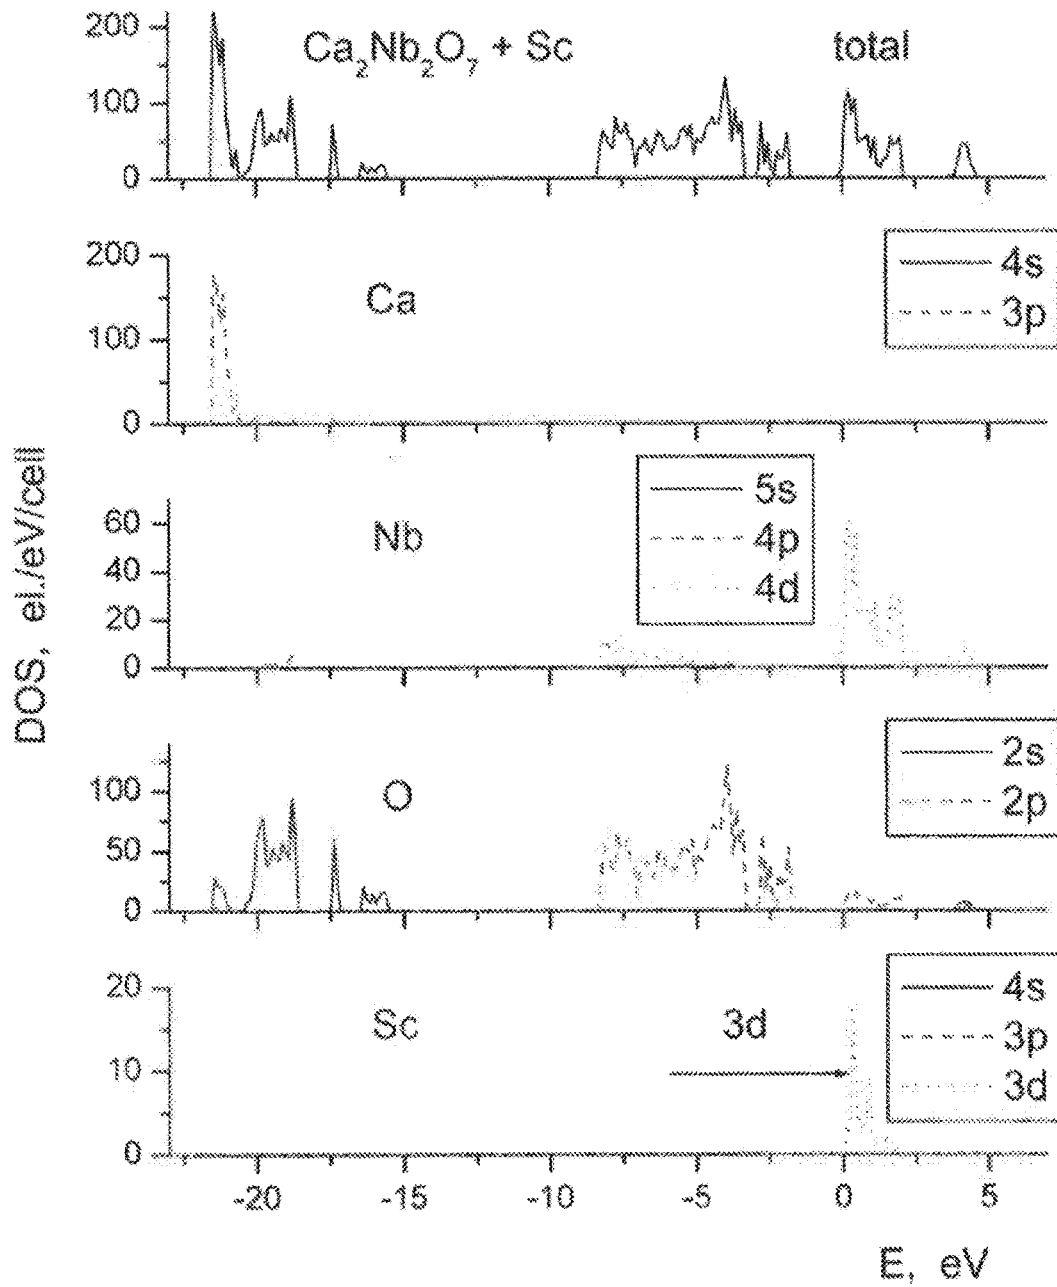 Ca2Nb2O7 + Sc total
200
100
0
4s
3p
Ca
200
100
0
5s
4p
4d
Nb
60
40
20
0
DOS, el./eV/cell
2s
2p
O
100
50
0
4s
3p
3d
Sc 3d
20
10
0
-20 -15 -10 -5 0 5
E, eV